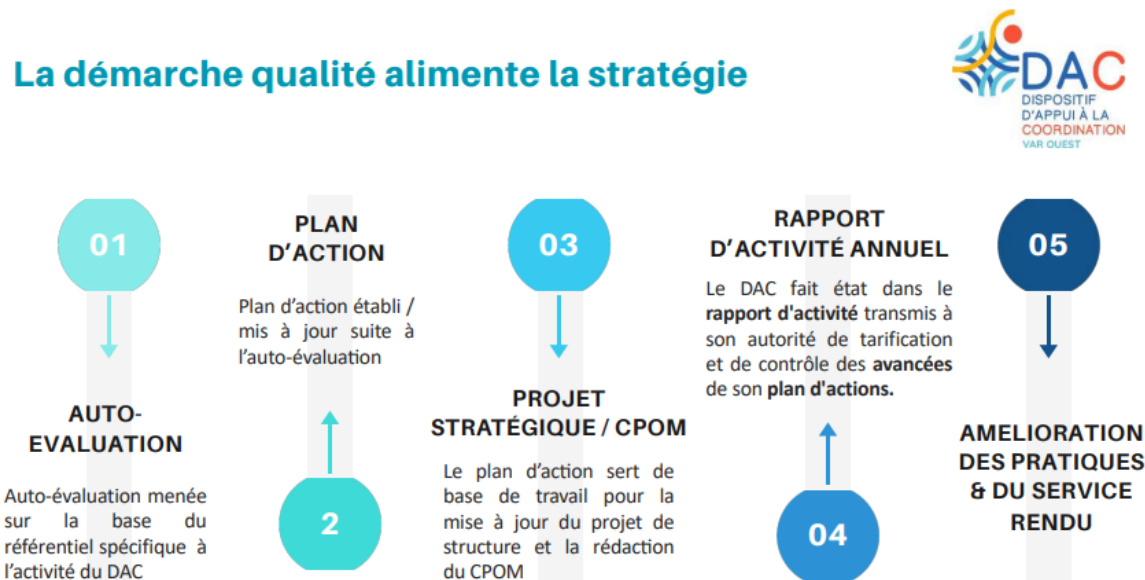 La démarche qualité alimente la stratégie
DAC
DISPOSITIF
D'APPUI À LA
COORDINATION
VAR OUEST
01
AUTO-
EVALUATION
Auto-évaluation menée
sur la base du
référentiel spécifique à
l'activité du DAC
PLAN
D'ACTION
Plan d'action établi /
mis à jour suite à
l'auto-évaluation
2
03
PROJET
STRATÉGIQUE / CPOM
Le plan d'action sert de
base de travail pour la
mise à jour du projet de
structure et la rédaction
du CPOM
RAPPORT
D'ACTIVITÉ ANNUEL
Le DAC fait état dans le
rapport d'activité transmis à
son autorité de tarification
et de contrôle des avancées
de son plan d'actions.
04
05
AMELIORATION
DES PRATIQUES
& DU SERVICE
RENDU